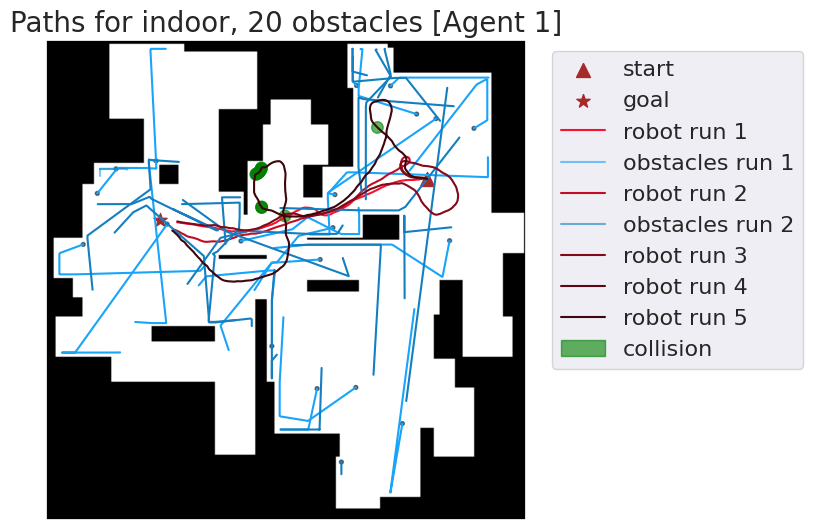 Paths for indoor, 20 obstacles [Agent 1]
start
goal
robot run 1
obstacles run 1
robot run 2
obstacles run 2
robot run 3
robot run 4
robot run 5
collision